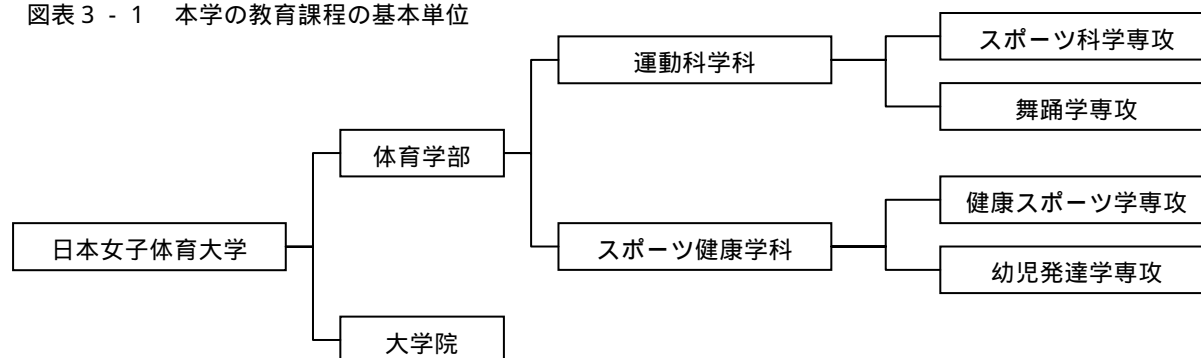 図表３－１　本学の教育課程の基本単位
スポーツ科学専攻
運動科学科
舞踊学専攻
体育学部
健康スポーツ学専攻
日本女子体育大学
スポーツ健康学科
幼児発達学専攻
大学院